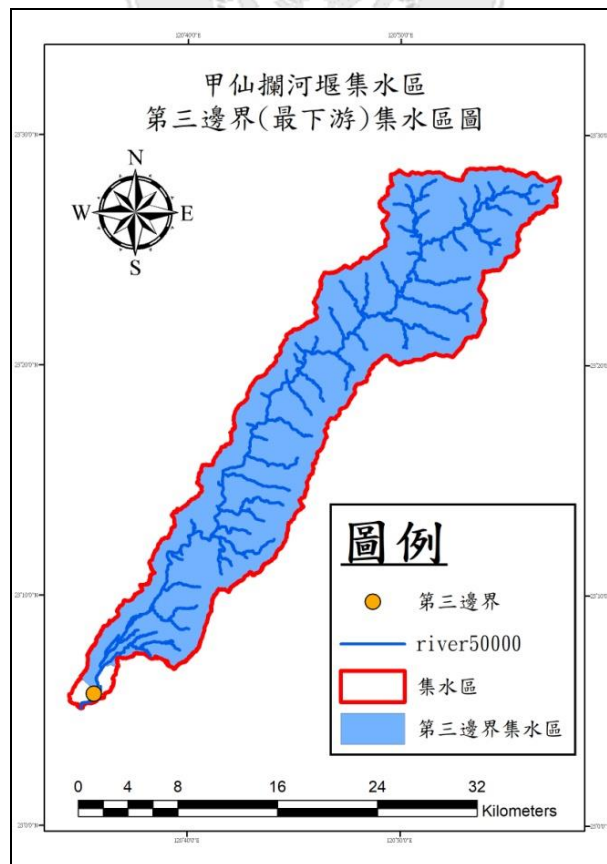 甲仙攔河堰集水區
第三邊界(最下游)集水區圖
N
W
E
S
圖例
第三邊界
river50000
集水區
第三邊界集水區
0 4 8 16 24 32
Kilometers